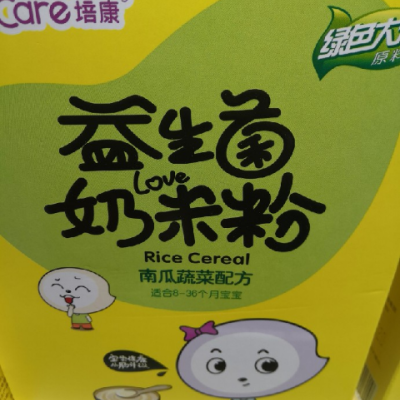 Care培康®
绿色大
原料
益生菌
Love
奶米粉
Rice Cereal
南瓜蔬菜配方
适合6-36个月宝宝